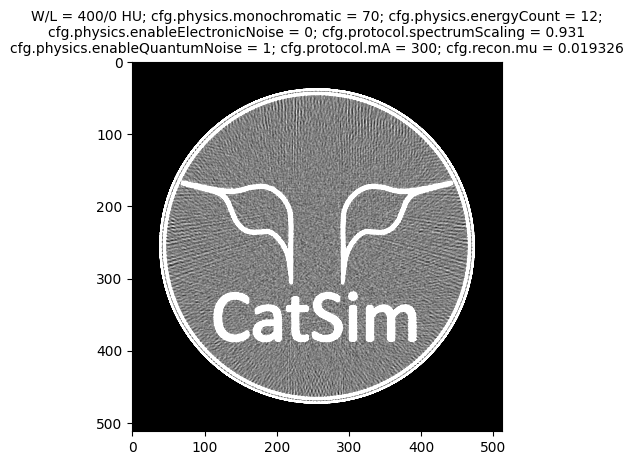 W/L = 400/0 HU; cfg.physics.monochromatic = 70; cfg.physics.energyCount = 12;
cfg.physics.enableElectronicNoise = 0; cfg.protocol.spectrumScaling = 0.931
cfg.physics.enableQuantumNoise = 1; cfg.protocol.mA = 300; cfg.recon.mu = 0.019326
0
100
200
300
CatSim
400
500
0 100 200 300 400 500